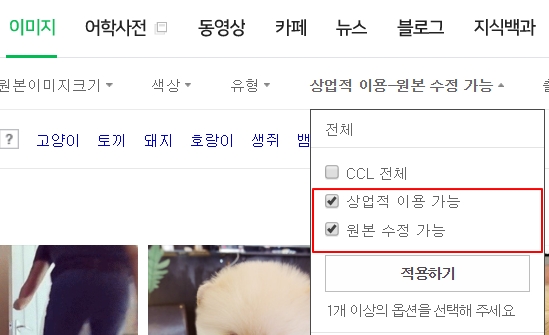 이미지 어학사전 동영상 카페 뉴스 블로그 지식백과
원본이미지크기 색상 유형 상업적 이용–원본 수정 가능
? 고양이 토끼 돼지 호랑이 생쥐 뱀
전체
CCL 전체
상업적 이용 가능
원본 수정 가능
적용하기
1개 이상의 옵션을 선택해 주세요